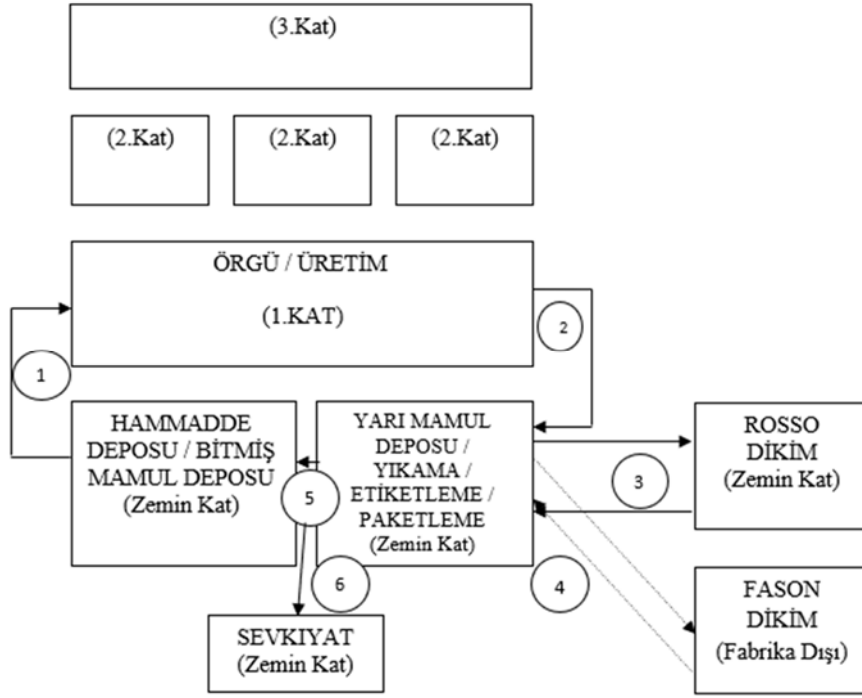 (3.Kat)
(2.Kat)
(2.Kat)
(2.Kat)
ÖRGÜ / ÜRETİM
(1.KAT)
1
2
HAMMADDE
DEPOSU / BİTMİŞ
MAMUL DEPOSU
(Zemin Kat)
YARI MAMUL
DEPOSU /
YIKAMA /
ETİKETLEME /
PAKETLEME
(Zemin Kat)
ROSSO
DİKİM
(Zemin Kat)
3
5
6
4
SEVKIYAT
(Zemin Kat)
FASON
DİKİM
(Fabrika Dışı)